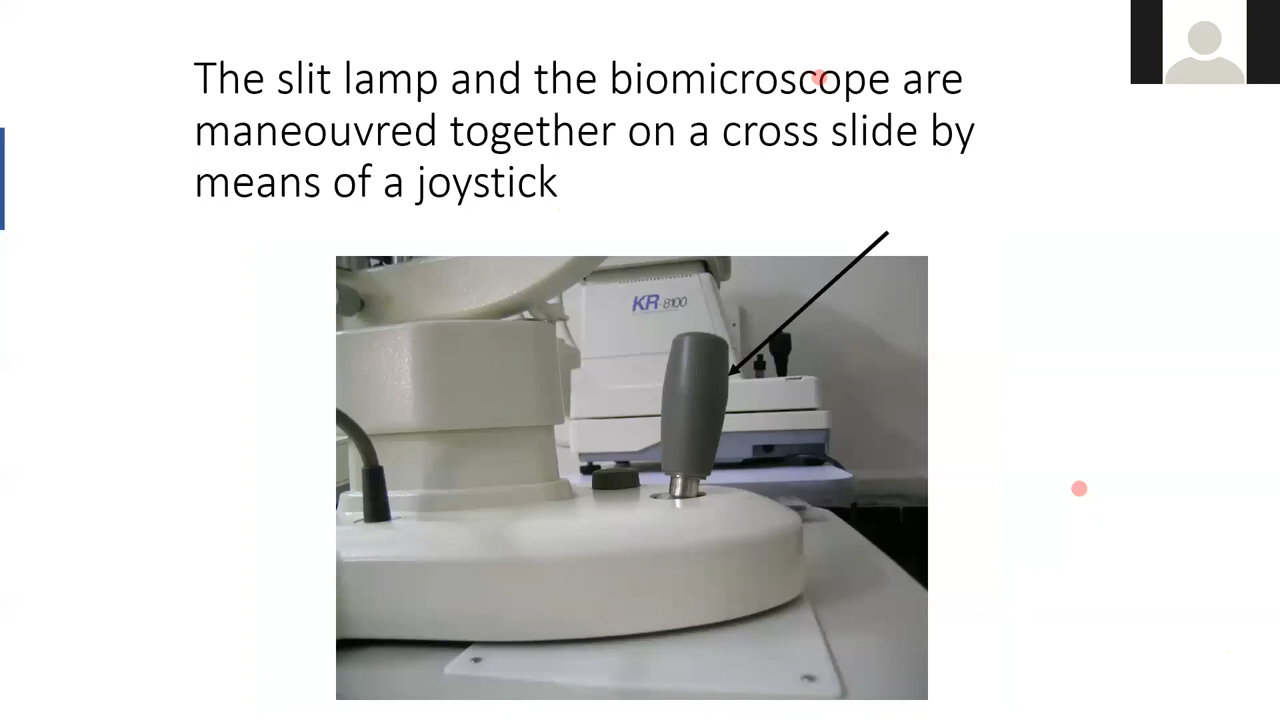 The slit lamp and the biomicroscope are
maneouvred together on a cross slide by
means of a joystick
KR-8100